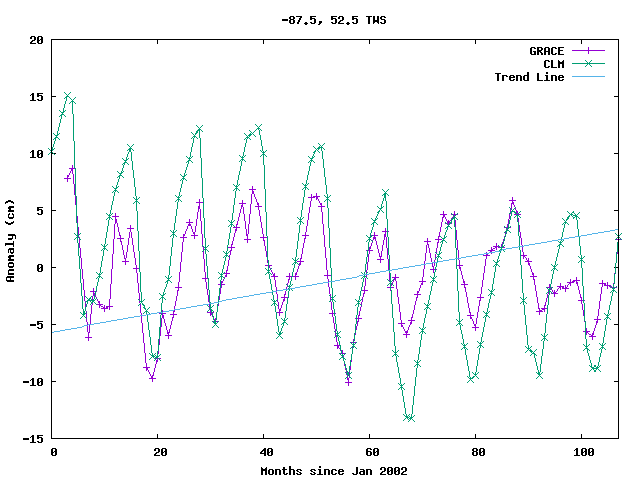 -87.5, 52.5 TWS
GRACE
CLM
Trend Line
20
15
10
5
0
-5
-10
-15
Anomaly (cm)
0 20 40 60 80 100
Months since Jan 2002